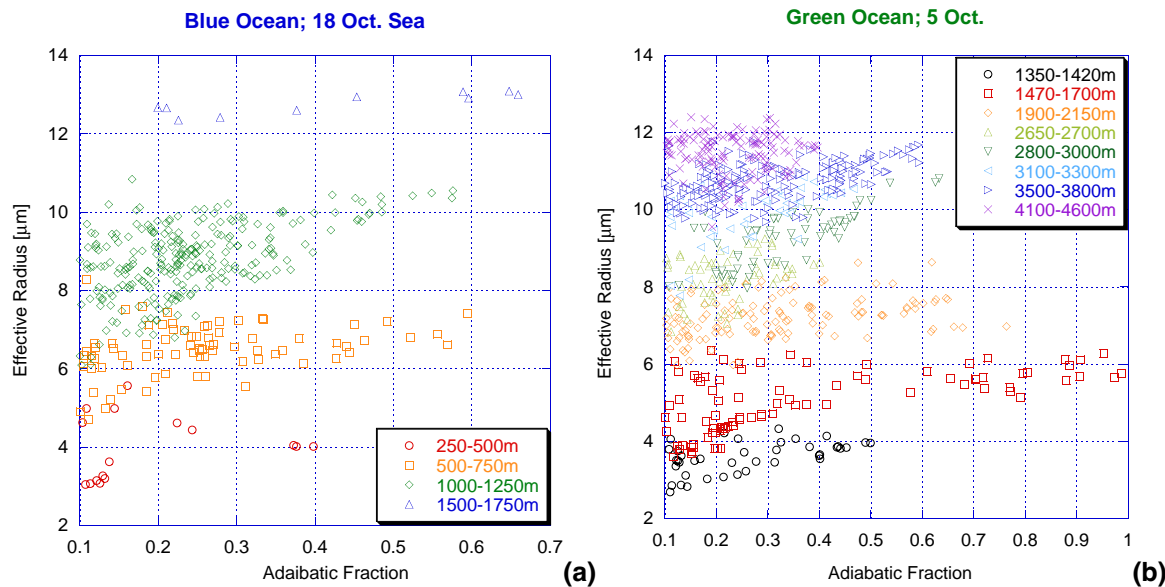 Blue Ocean; 18 Oct. Sea
Effective Radius [µm]
14
12
10
8
6
4
2
0.1 0.2 0.3 0.4 0.5 0.6 0.7
Adaibatic Fraction
250-500m
500-750m
1000-1250m
1500-1750m
(a)
Green Ocean; 5 Oct.
Effective Radius [µm]
14
12
10
8
6
4
2
0.1 0.2 0.3 0.4 0.5 0.6 0.7 0.8 0.9 1
Adiabatic Fraction
1350-1420m
1470-1700m
1900-2150m
2650-2700m
2800-3000m
3100-3300m
3500-3800m
4100-4600m
(b)